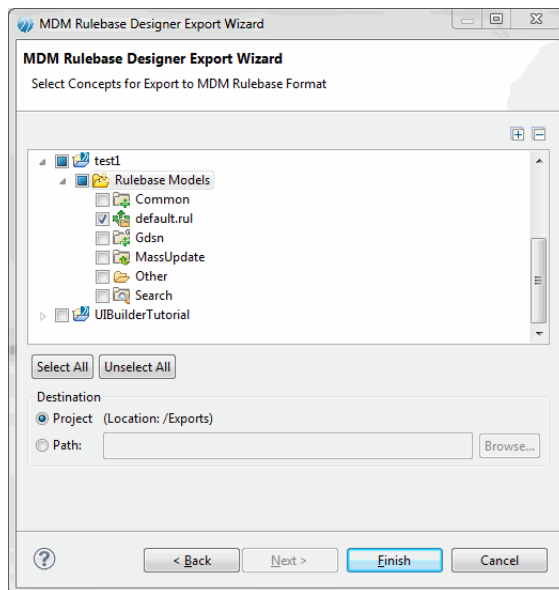 MDM Rulebase Designer Export Wizard
MDM Rulebase Designer Export Wizard
Select Concepts for Export to MDM Rulebase Format
test1
Rulebase Models
Common
default.rul
Gdsn
MassUpdate
Other
Search
UIBuilderTutorial
Select All Unselect All
Destination
Project (Location: /Exports)
Path: Browse...
? < Back Next > Finish Cancel